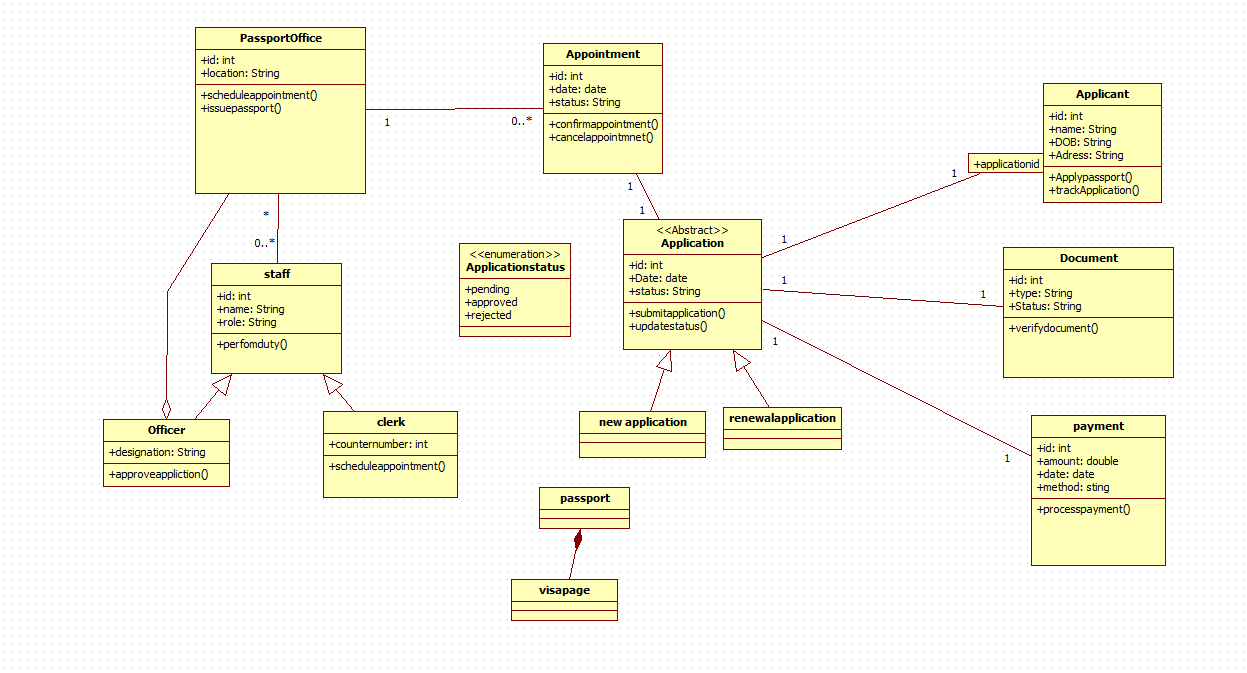 PassportOffice
+id: int
+location: String
+scheduleappointment()
+issuepassport()
1
0..*
Appointment
+id: int
+date: date
+status: String
+confirmappointment()
+cancelappointmnet()
1
1
Applicant
+id: int
+name: String
+DOB: String
+Adress: String
+Applypassport()
+trackApplication()
+applicationid
1
1
*
0..*
staff
+id: int
+name: String
+role: String
+perfomduty()
<<enumeration>>
Applicationstatus
+pending
+approved
+rejected
<<Abstract>>
Application
+id: int
+Date: date
+status: String
+submitapplication()
+updatestatus()
1
1
Document
+id: int
+type: String
+Status: String
+verifydocument()
1
1
Officer
+designation: String
+approveappliction()
clerk
+counternumber: int
+scheduleappointment()
new application
renewalapplication
payment
+id: int
+amount: double
+date: date
+method: sting
+processpayment()
passport
visapage